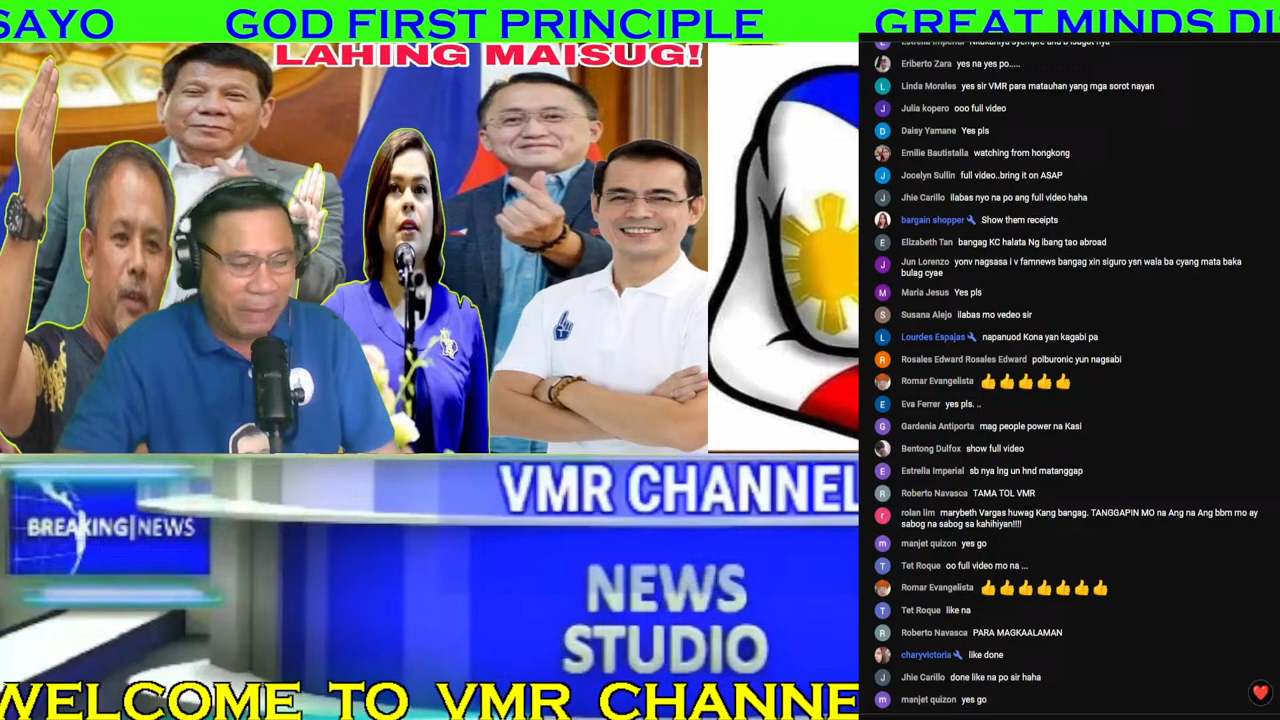 SAYO GOD FIRST PRINCIPLE GREAT MINDS DI
LAHING MAISUG!
VMR CHANNEL
BREAKING|NEWS
NEWS
STUDIO
WELCOME TO VMR CHANNE
Estrella Imperial
Eriberto Zara yes na yes po.....
Linda Morales yes sir VMR para matauhan yang mga sorot nayan
Julia kopero ooo full video
Daisy Yamane Yes pls
Emilie Bautistalla watching from hongkong
Jocelyn Sullin full video..bring it on ASAP
Jhie Carillo ilabas nyo na po ang full video haha
bargain shopper Show them receipts
Elizabeth Tan bangag KC halata Ng ibang tao abroad
Jun Lorenzo yonv nagsasa i v famnews bangag xin siguro ysn wala ba cyang mata baka
bulag cyae
Maria Jesus Yes pls
Susana Alejo ilabas mo vedeo sir
Lourdes Espajas napanuod Kona yan kagabi pa
Rosales Edward Rosales Edward polburonic yun nagsabi
Romar Evangelista 👍👍👍👍👍
Eva Ferrer yes pls. ..
Gardenia Antiporta mag people power na Kasi
Bentong Dulfox show full video
Estrella Imperial sb nya lng un hnd matanggap
Roberto Navasca TAMA TOL VMR
rolan lim marybeth Vargas huwag Kang bangag. TANGGAPIN MO na Ang na Ang bbm mo ay
sabog na sabog sa kahihiyan!!!!
manjet quizon yes go
Tet Roque oo full video mo na ...
Romar Evangelista 👍👍👍👍👍👍👍
Tet Roque like na
Roberto Navasca PARA MAGKAALAMAN
charyvictoria like done
Jhie Carillo done like na po sir haha
manjet quizon yes go